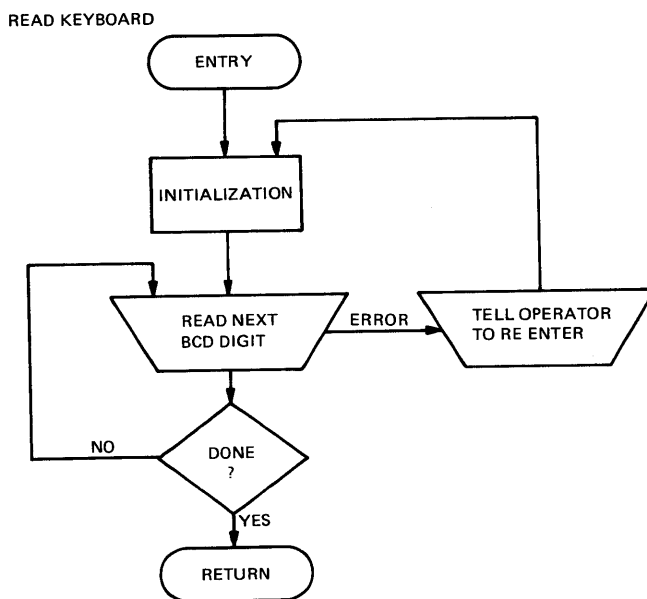 READ KEYBOARD
ENTRY
INITIALIZATION
READ NEXT
BCD DIGIT
ERROR
TELL OPERATOR
TO RE ENTER
NO
DONE
?
YES
RETURN